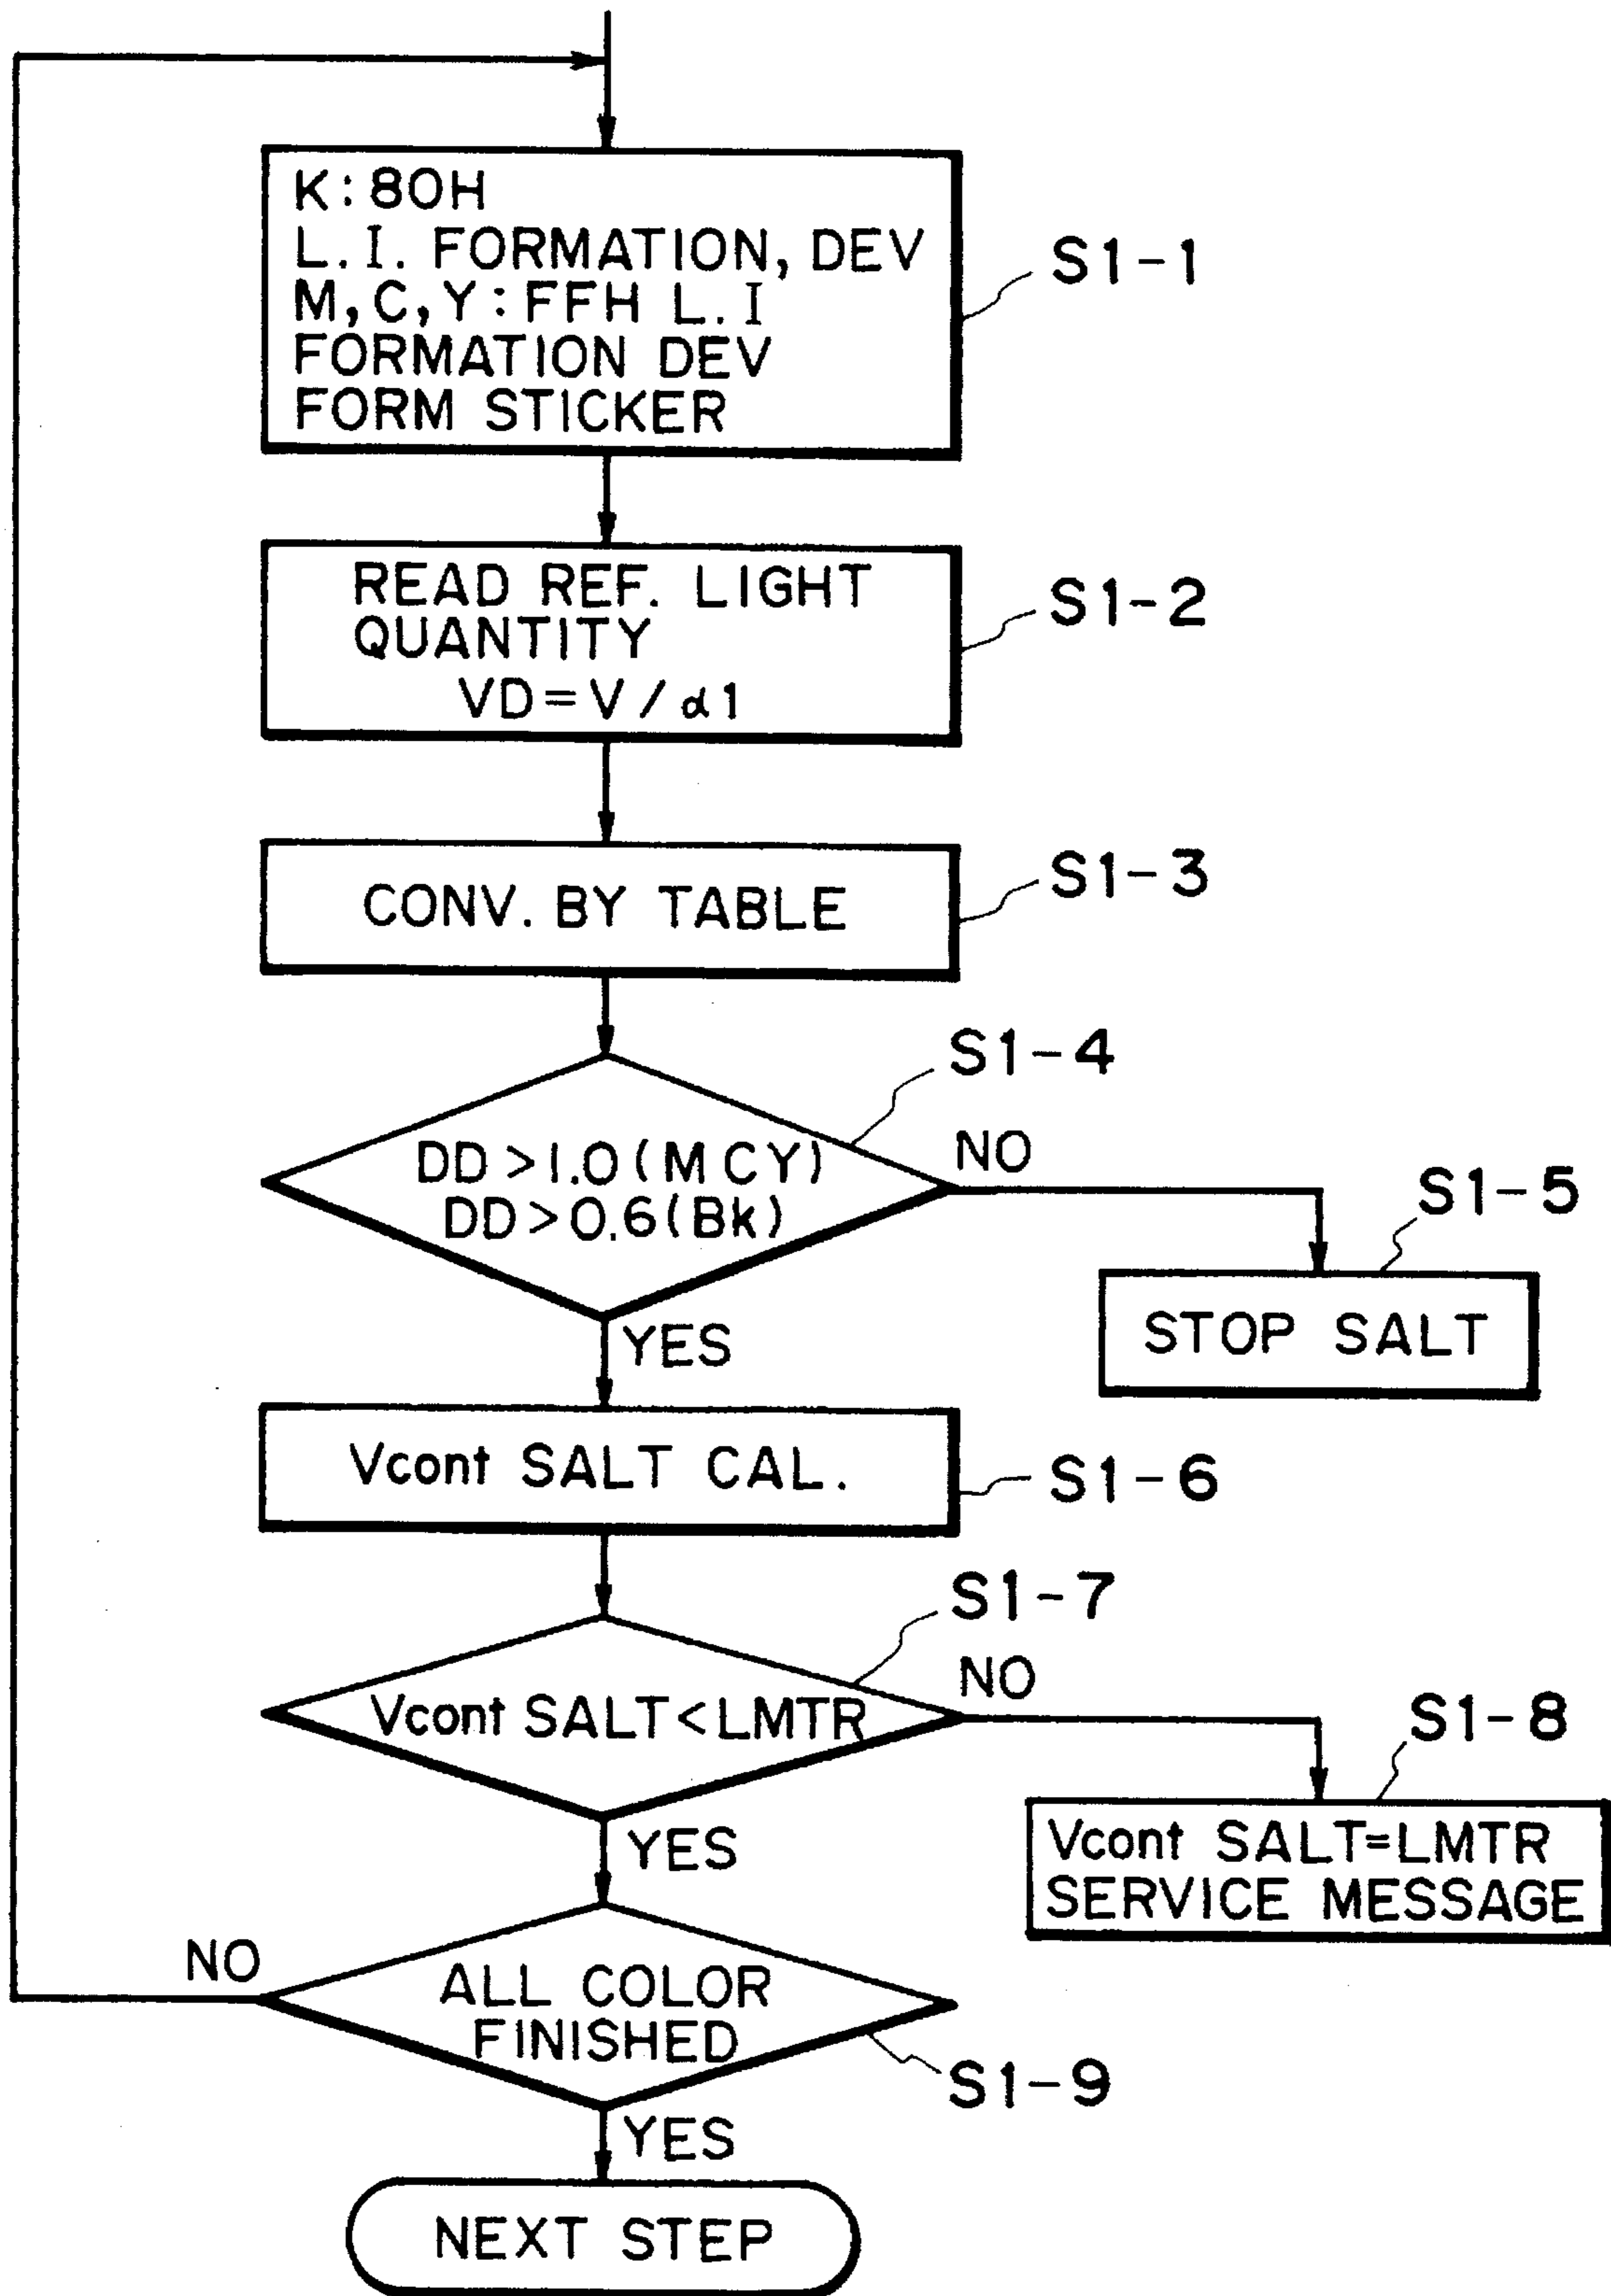 K:80H
L.I. FORMATION, DEV
M,C,Y:FFH L.I
FORMATION DEV
FORM STICKER
S1-1
READ REF. LIGHT
QUANTITY
VD=V/α1
S1-2
CONV. BY TABLE
S1-3
S1-4
DD>1.0(MCY)
DD>0.6(Bk)
NO
S1-5
STOP SALT
YES
Vcont SALT CAL.
S1-6
S1-7
Vcont SALT<LMTR
NO
S1-8
Vcont SALT=LMTR
SERVICE MESSAGE
YES
NO
ALL COLOR
FINISHED
S1-9
YES
NEXT STEP